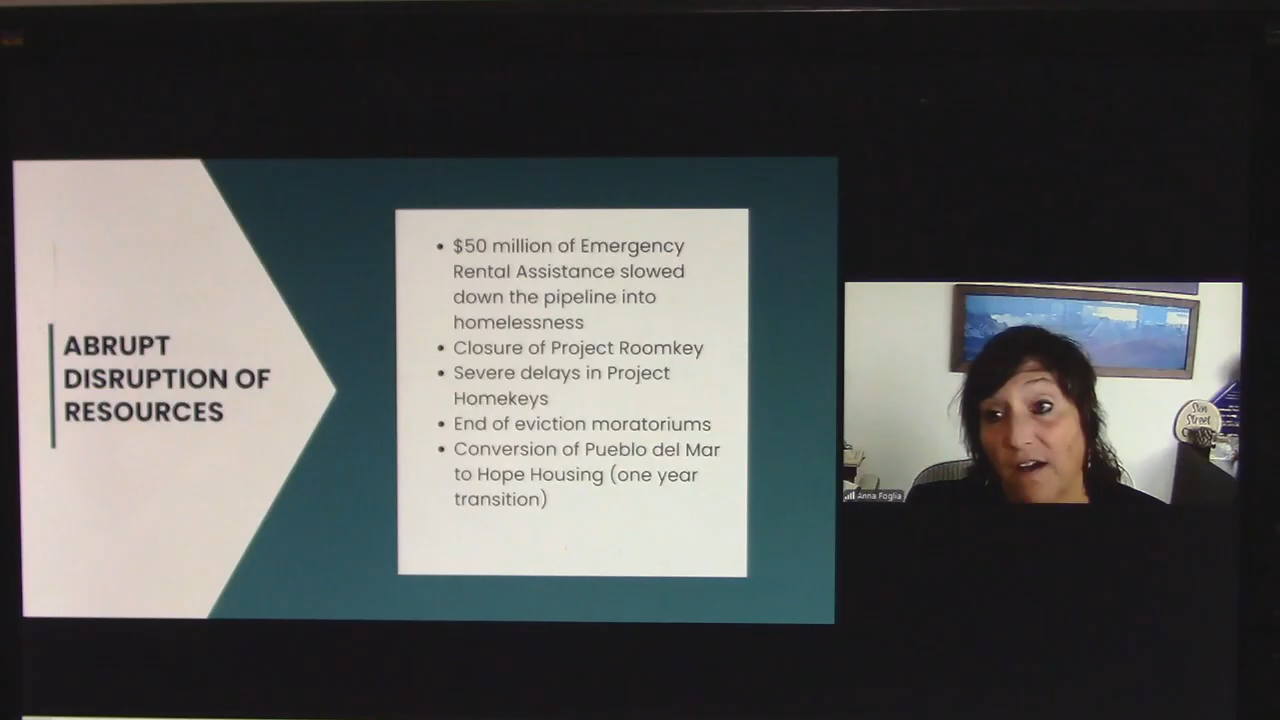 ABRUPT
DISRUPTION OF
RESOURCES
• $50 million of Emergency
Rental Assistance slowed
down the pipeline into
homelessness
• Closure of Project Roomkey
• Severe delays in Project
Homekeys
• End of eviction moratoriums
• Conversion of Pueblo del Mar
to Hope Housing (one year
transition)
Anna Foglia
Street